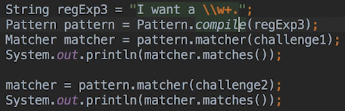 String regExp3 = "I want a \\w+.";
Pattern pattern = Pattern.compile(regExp3);
Matcher matcher = pattern.matcher(challenge1);
System.out.println(matcher.matches());
matcher = pattern.matcher(challenge2);
System.out.println(matcher.matches());